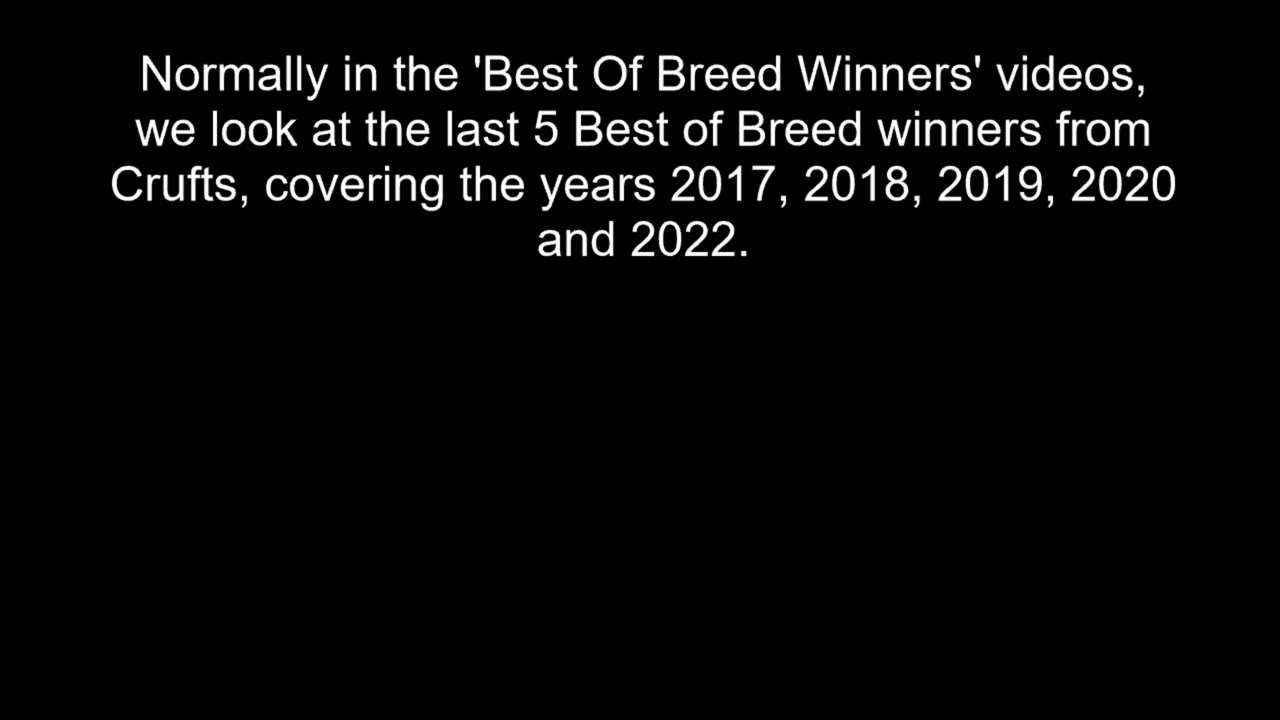 Normally in the 'Best Of Breed Winners' videos,
we look at the last 5 Best of Breed winners from
Crufts, covering the years 2017, 2018, 2019, 2020
and 2022.